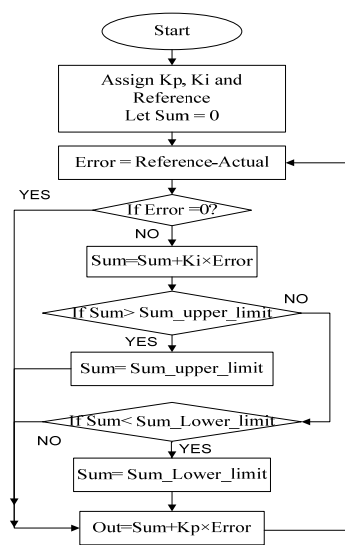 Start
Assign Kp, Ki and
Reference
Let Sum = 0
Error = Reference-Actual
YES
If Error =0?
NO
Sum=Sum+Ki×Error
If Sum> Sum_upper_limit
NO
YES
Sum= Sum_upper_limit
If Sum< Sum_Lower_limit
NO
YES
Sum= Sum_Lower_limit
Out=Sum+Kp×Error